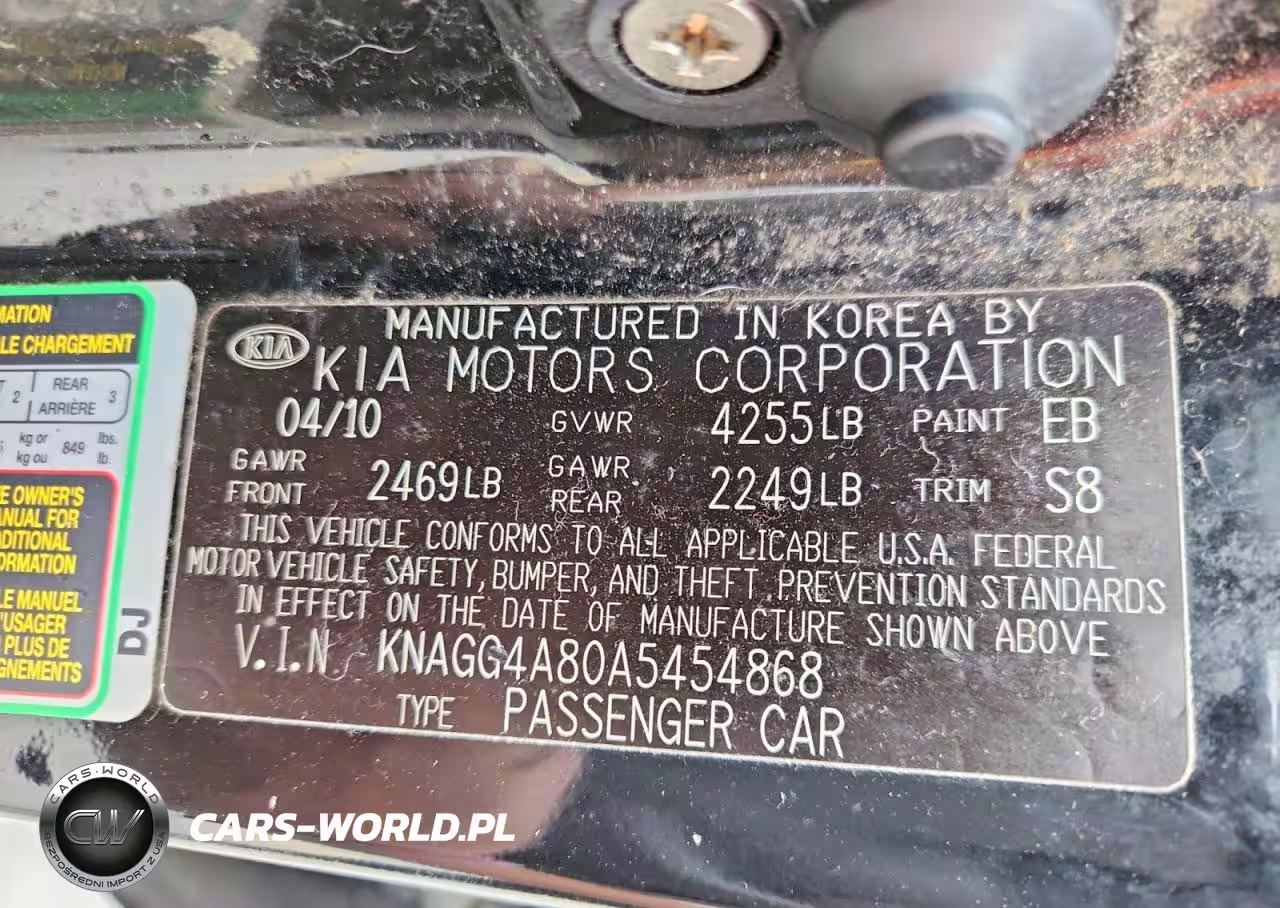 MATION
LE CHARGEMENT
2 REAR 3
ARRIÈRE
kg or 849 lbs.
kg ou lb.
E OWNER'S
ANUAL FOR
DITIONAL
ORMATION
LE MANUEL
'USAGER
PLUS DE
GNEMENTS
DJ
KIA
MANUFACTURED IN KOREA BY
KIA MOTORS CORPORATION
04/10 GVWR 4255LB PAINT EB
GAWR FRONT 2469LB GAWR REAR 2249LB TRIM S8
THIS VEHICLE CONFORMS TO ALL APPLICABLE U.S.A. FEDERAL
MOTOR VEHICLE SAFETY, BUMPER, AND THEFT PREVENTION STANDARDS
IN EFFECT ON THE DATE OF MANUFACTURE SHOWN ABOVE
V.I.N KNAGG4A80A5454868
TYPE PASSENGER CAR
CARS-WORLD
CW
BEZPOŚREDNI IMPORT Z USA
CARS-WORLD.PL